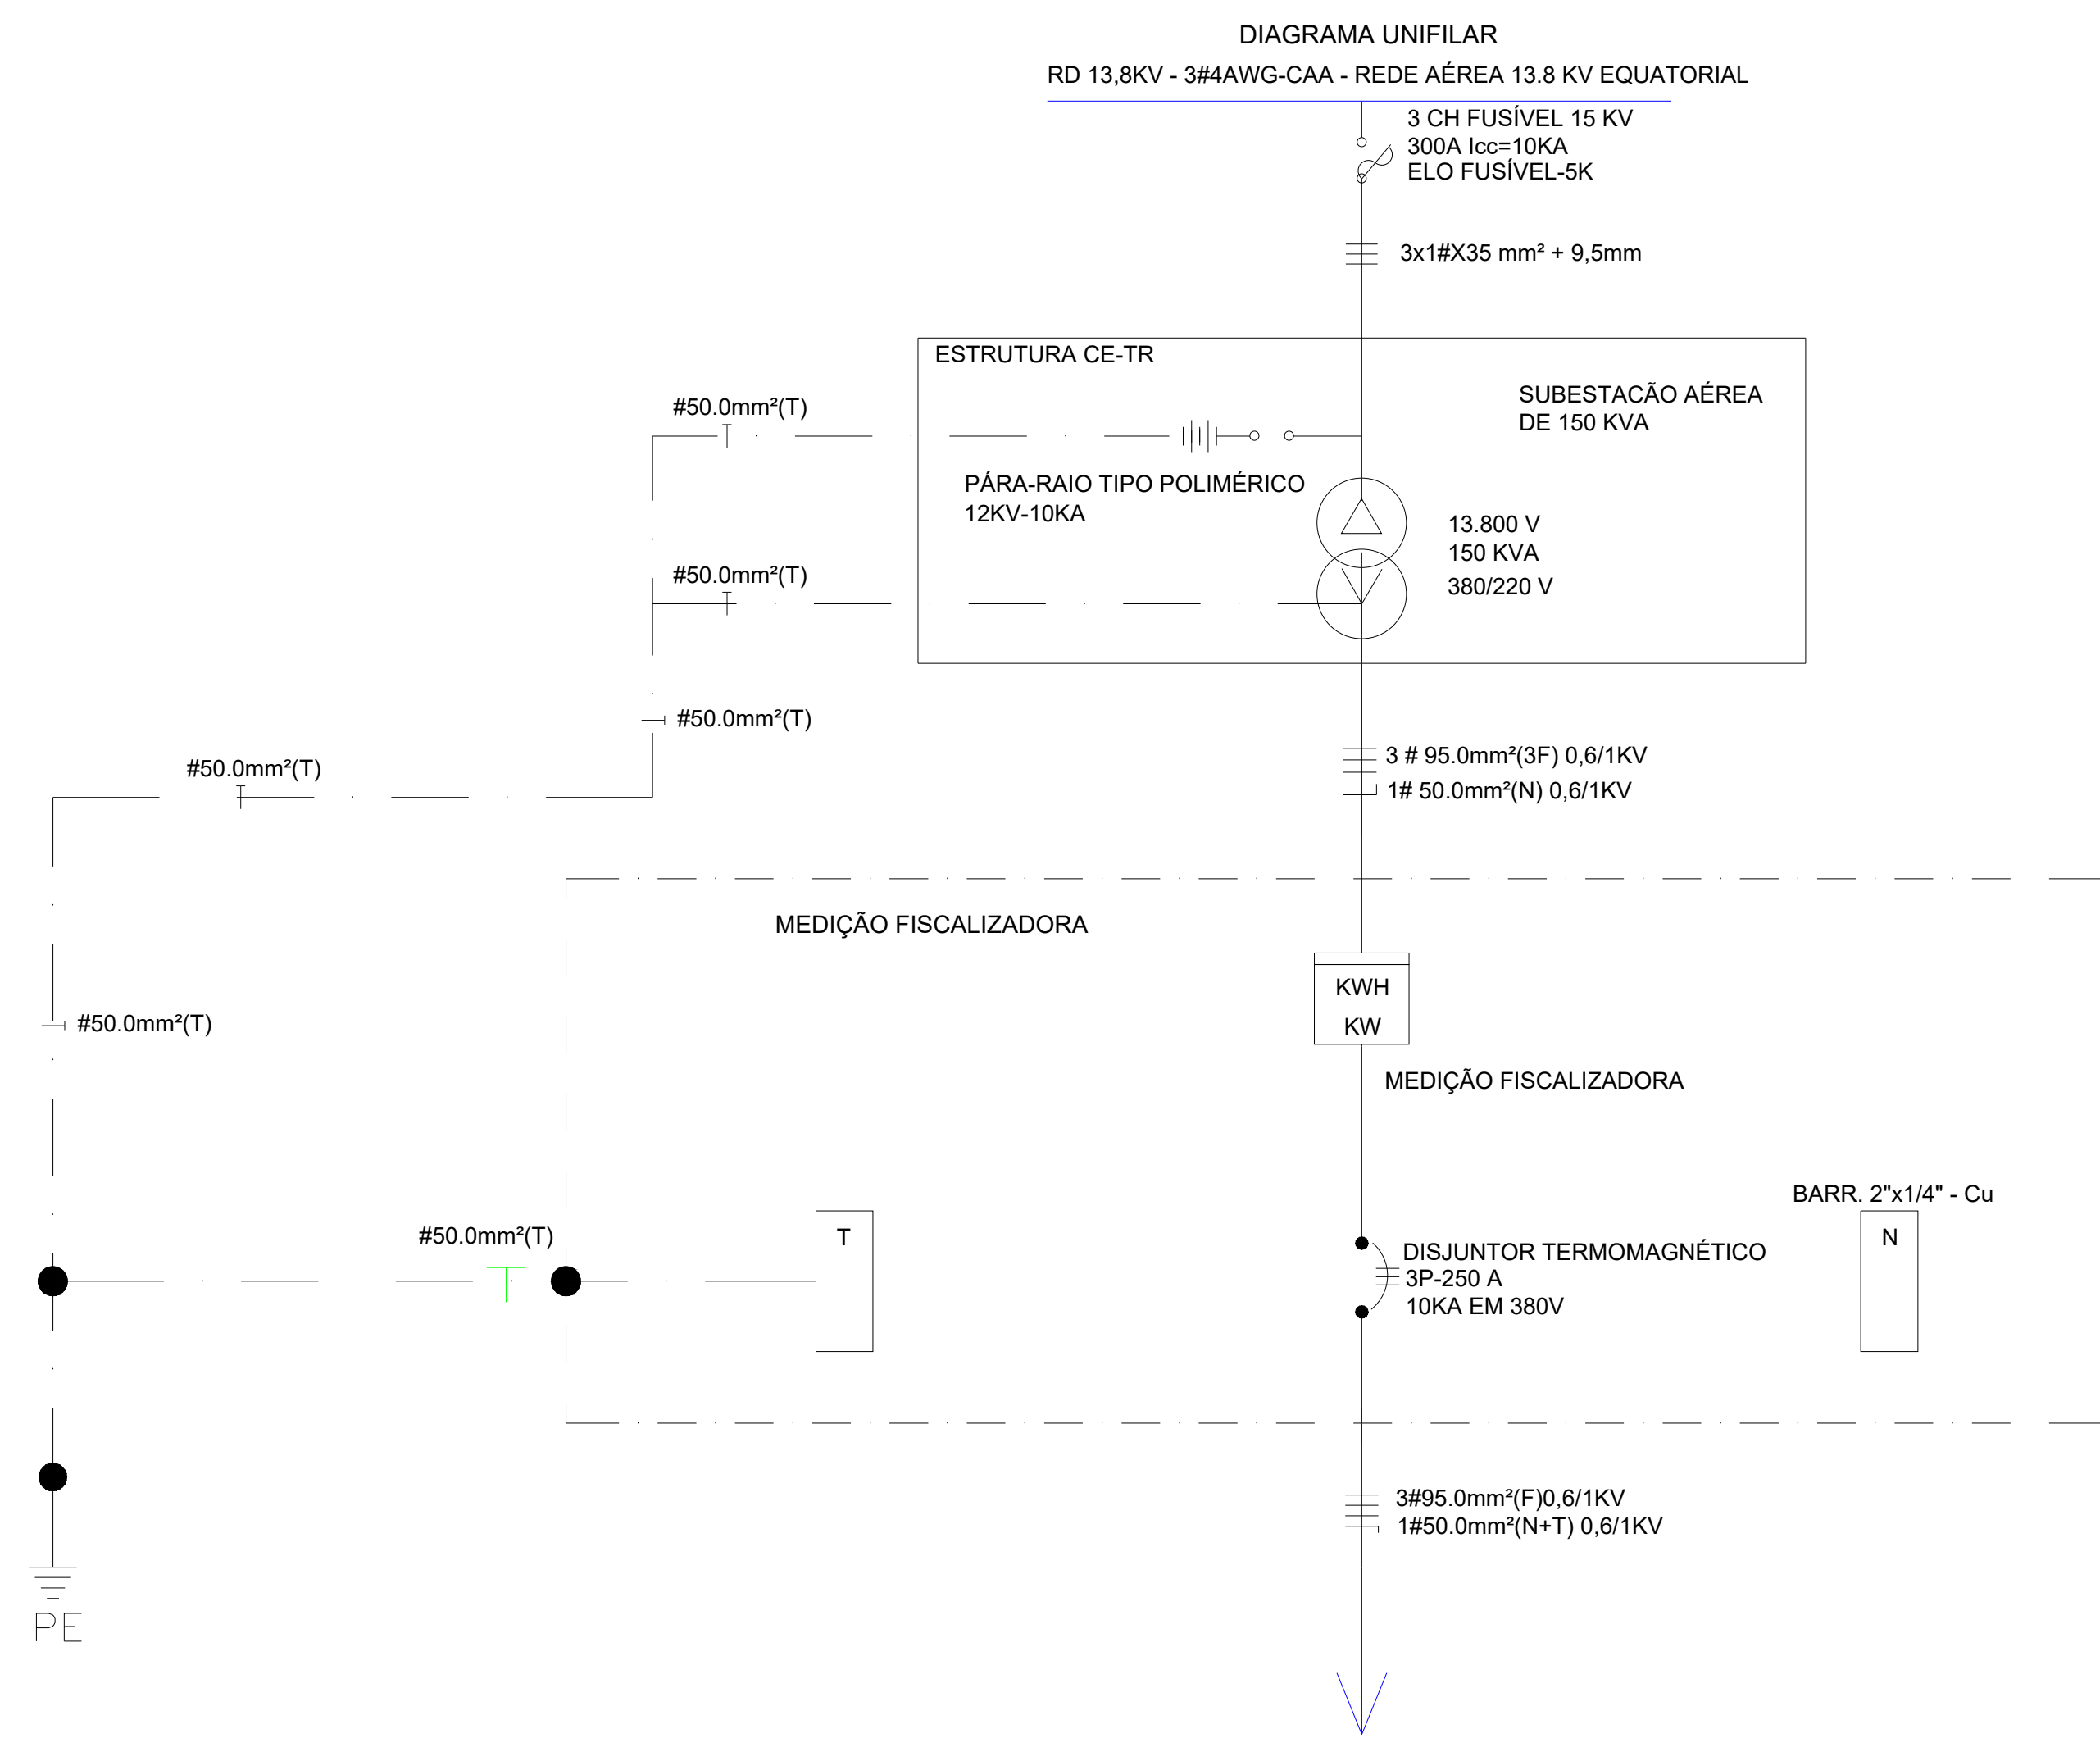 DIAGRAMA UNIFILAR
RD 13,8KV - 3#4AWG-CAA - REDE AÉREA 13.8 KV EQUATORIAL
3 CH FUSÍVEL 15 KV
300A Icc=10KA
ELO FUSÍVEL-5K
3x1#X35 mm² + 9,5mm
ESTRUTURA CE-TR
SUBESTACÃO AÉREA
DE 150 KVA
#50.0mm²(T)
PÁRA-RAIO TIPO POLIMÉRICO
12KV-10KA
13.800 V
150 KVA
380/220 V
#50.0mm²(T)
#50.0mm²(T)
#50.0mm²(T)
3 # 95.0mm²(3F) 0,6/1KV
1# 50.0mm²(N) 0,6/1KV
MEDIÇÃO FISCALIZADORA
KWH
KW
#50.0mm²(T)
MEDIÇÃO FISCALIZADORA
BARR. 2"x1/4" - Cu
#50.0mm²(T)
T
N
DISJUNTOR TERMOMAGNÉTICO
3P-250 A
10KA EM 380V
3#95.0mm²(F)0,6/1KV
1#50.0mm²(N+T) 0,6/1KV
PE